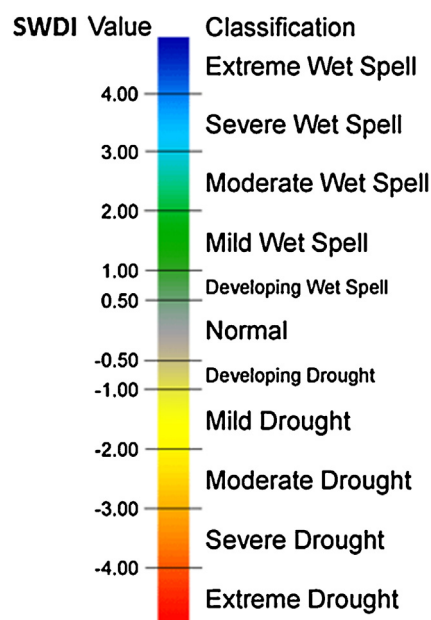 SWDI Value Classification
Extreme Wet Spell
4.00
Severe Wet Spell
3.00
Moderate Wet Spell
2.00
Mild Wet Spell
1.00
Developing Wet Spell
0.50
Normal
-0.50
Developing Drought
-1.00
Mild Drought
-2.00
Moderate Drought
-3.00
Severe Drought
-4.00
Extreme Drought